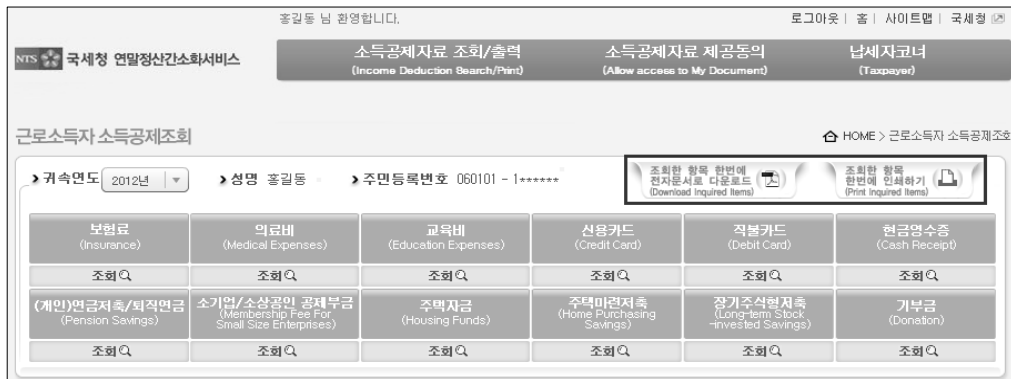 홍길동 님 환영합니다.
로그아웃 | 홈 | 사이트맵 | 국세청
NTS 국세청 연말정산간소화서비스
소득공제자료 조회/출력
(Income Deduction Search/Print)
소득공제자료 제공동의
(Allow access to My Document)
납세자코너
(Taxpayer)
근로소득자 소득공제조회
HOME > 근로소득자 소득공제조회
귀속연도 2012년
성명 홍길동
주민등록번호 060101 - 1******
조회한 항목 한번에
전자문서로 다운로드
(Download Inquired Items)
조회한 항목
한번에 인쇄하기
(Print Inquired Items)
보험료
(Insurance)
의료비
(Medical Expenses)
교육비
(Education Expenses)
신용카드
(Credit Card)
직불카드
(Debit Card)
현금영수증
(Cash Receipt)
조회 조회 조회 조회 조회 조회
(개인)연금저축/퇴직연금
(Pension Savings)
소기업/소상공인 공제부금
(Membership Fee For
Small Size Enterprises)
주택자금
(Housing Funds)
주택마련저축
(Home Purchasing
Savings)
장기주식형저축
(Long-term Stock
-invested Savings)
기부금
(Donation)
조회 조회 조회 조회 조회 조회